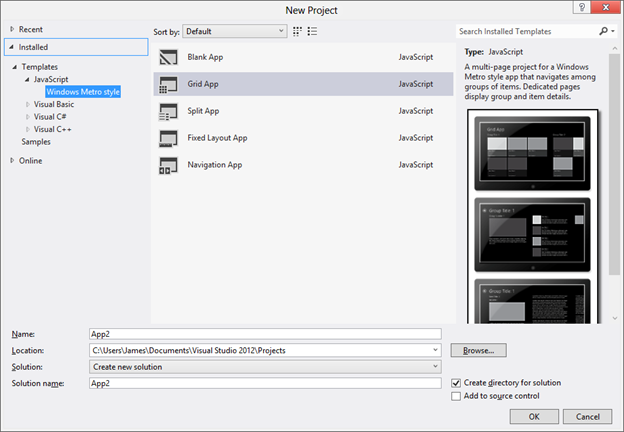 New Project
?
Recent
Installed
Templates
JavaScript
Windows Metro style
Visual Basic
Visual C#
Visual C++
Samples
Online
Sort by: Default
Search Installed Templates
Blank App JavaScript
Grid App JavaScript
Split App JavaScript
Fixed Layout App JavaScript
Navigation App JavaScript
Type: JavaScript
A multi-page project for a Windows
Metro style app that navigates among
groups of items. Dedicated pages
display group and item details.
Grid App
Group Title 1
Group Title 1
Name: App2
Location: C:\Users\James\Documents\Visual Studio 2012\Projects
Browse...
Solution: Create new solution
Solution name: App2
Create directory for solution
Add to source control
OK Cancel